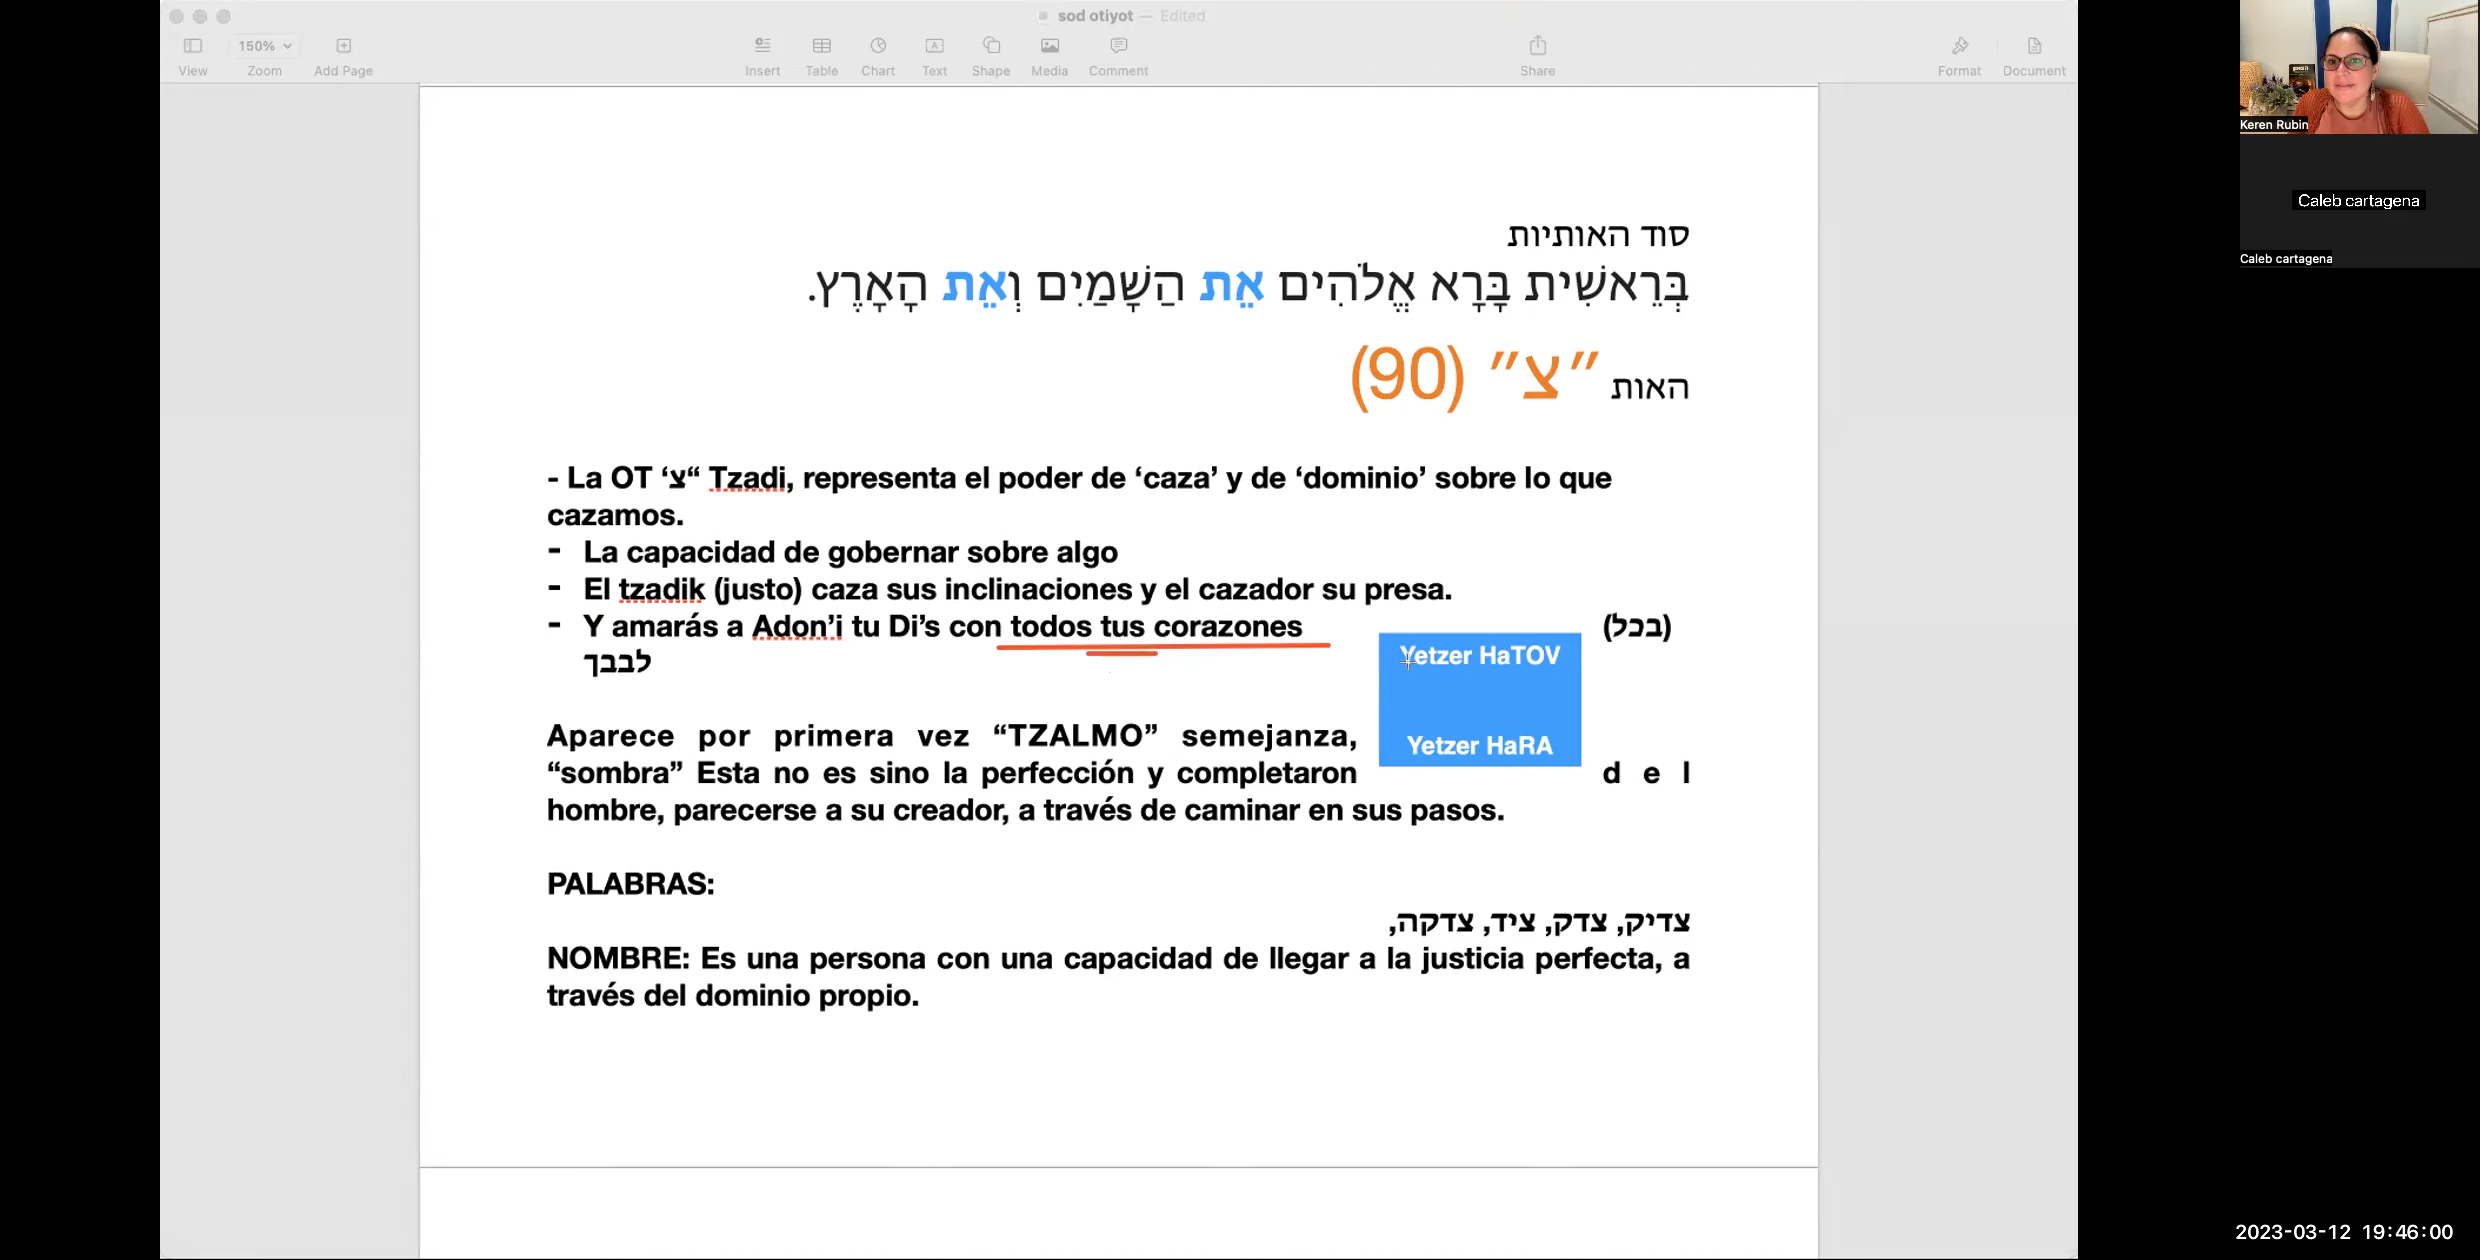 sod otiyot — Edited
150%
View Zoom Add Page Insert Table Chart Text Shape Media Comment Share Format Document
סוד האותיות
בְּרֵאשִׁית בָּרָא אֱלֹהִים אֵת הַשָּׁמַיִם וְאֵת הָאָרֶץ.
האות ״צ״ (90)
- La OT ‘צ“ Tzadi, representa el poder de ‘caza’ y de ‘dominio’ sobre lo que
cazamos.
- La capacidad de gobernar sobre algo
- El tzadik (justo) caza sus inclinaciones y el cazador su presa.
- Y amarás a Adon’i tu Di’s con todos tus corazones (בכל)
לבבך
Yetzer HaTOV
Yetzer HaRA
Aparece por primera vez “TZALMO” semejanza,
“sombra” Esta no es sino la perfección y completaron d e l
hombre, parecerse a su creador, a través de caminar en sus pasos.
PALABRAS:
צדיק, צדק, ציד, צדקה,
NOMBRE: Es una persona con una capacidad de llegar a la justicia perfecta, a
través del dominio propio.
Keren Rubin
Caleb cartagena
Caleb cartagena
2023-03-12 19:46:00